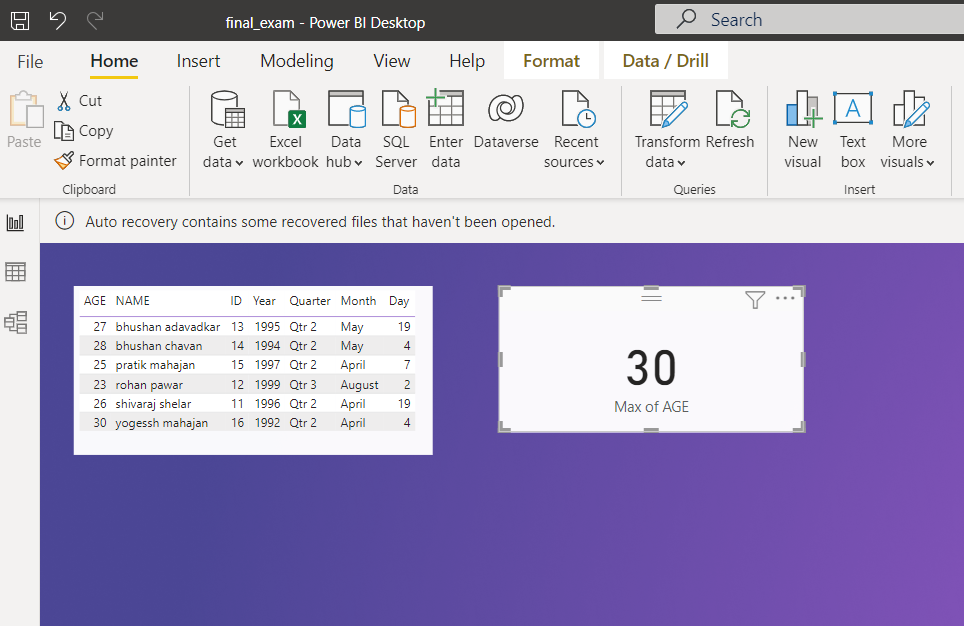 final_exam - Power BI Desktop
Search
File Home Insert Modeling View Help Format Data / Drill
Paste
Cut
Copy
Format painter
Clipboard
Get data
Excel workbook
Data hub
SQL Server
Enter data
Dataverse
Recent sources
Data
Transform data
Refresh
Queries
New visual
Text box
More visuals
Insert
Auto recovery contains some recovered files that haven't been opened.
AGE NAME ID Year Quarter Month Day
27 bhushan adavadkar 13 1995 Qtr 2 May 19
28 bhushan chavan 14 1994 Qtr 2 May 4
25 pratik mahajan 15 1997 Qtr 2 April 7
23 rohan pawar 12 1999 Qtr 3 August 2
26 shivaraj shelar 11 1996 Qtr 2 April 19
30 yogessh mahajan 16 1992 Qtr 2 April 4
30
Max of AGE